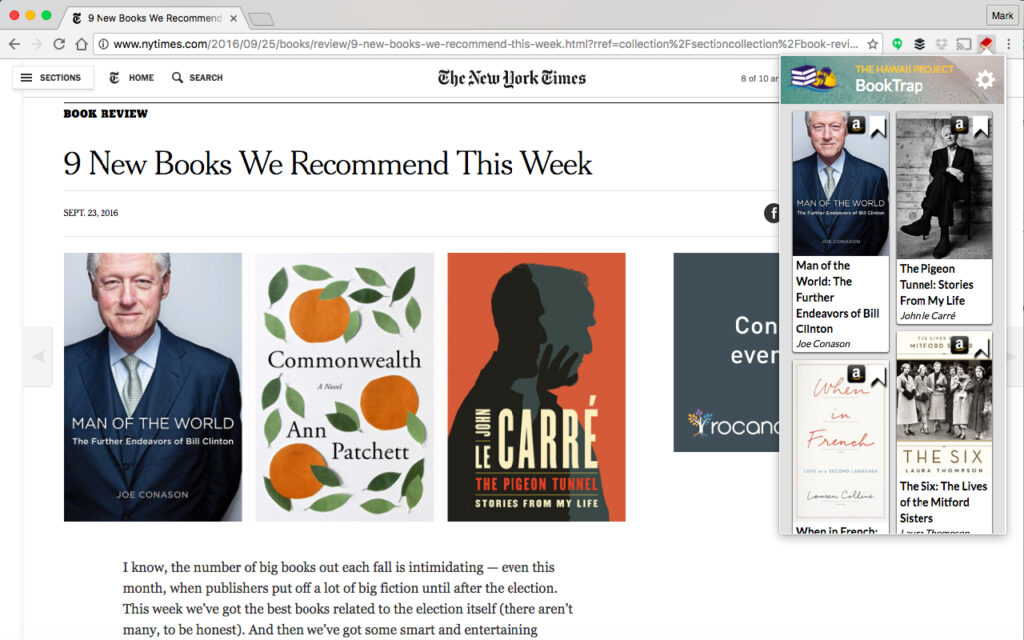 9 New Books We Recommend
Mark
www.nytimes.com/2016/09/25/books/review/9-new-books-we-recommend-this-week.html?rref=collection%2Fsectioncollection%2Fbook-revi...
SECTIONS
HOME
SEARCH
The New York Times
8 of 10 ar
BOOK REVIEW
9 New Books We Recommend This Week
SEPT. 23, 2016
MAN OF THE WORLD
The Further Endeavors of Bill Clinton
JOE CONASON
Commonwealth
A Novel
Ann
Patchett
JOHN
LE CARRÉ
THE PIGEON TUNNEL
STORIES FROM MY LIFE
Con
ever
rocano
I know, the number of big books out each fall is intimidating — even this
month, when publishers put off a lot of big fiction until after the election.
This week we've got the best books related to the election itself (there aren't
many, to be honest). And then we've got some smart and entertaining
THE HAWAII PROJECT
BookTrap
MAN OF THE WORLD
The Further Endeavors of Bill Clinton
JOE CONASON
Man of the
World: The
Further
Endeavors of Bill
Clinton
Joe Conason
The Pigeon
Tunnel: Stories
From My Life
John le Carré
When
in
French
LOVE IN A SECOND LANGUAGE
Lauren Collins
When in French:
THE LIVES
MITFORD
THE SIX
LAURA THOMPSON
The Six: The Lives
of the Mitford
Sisters
Laura Thompson